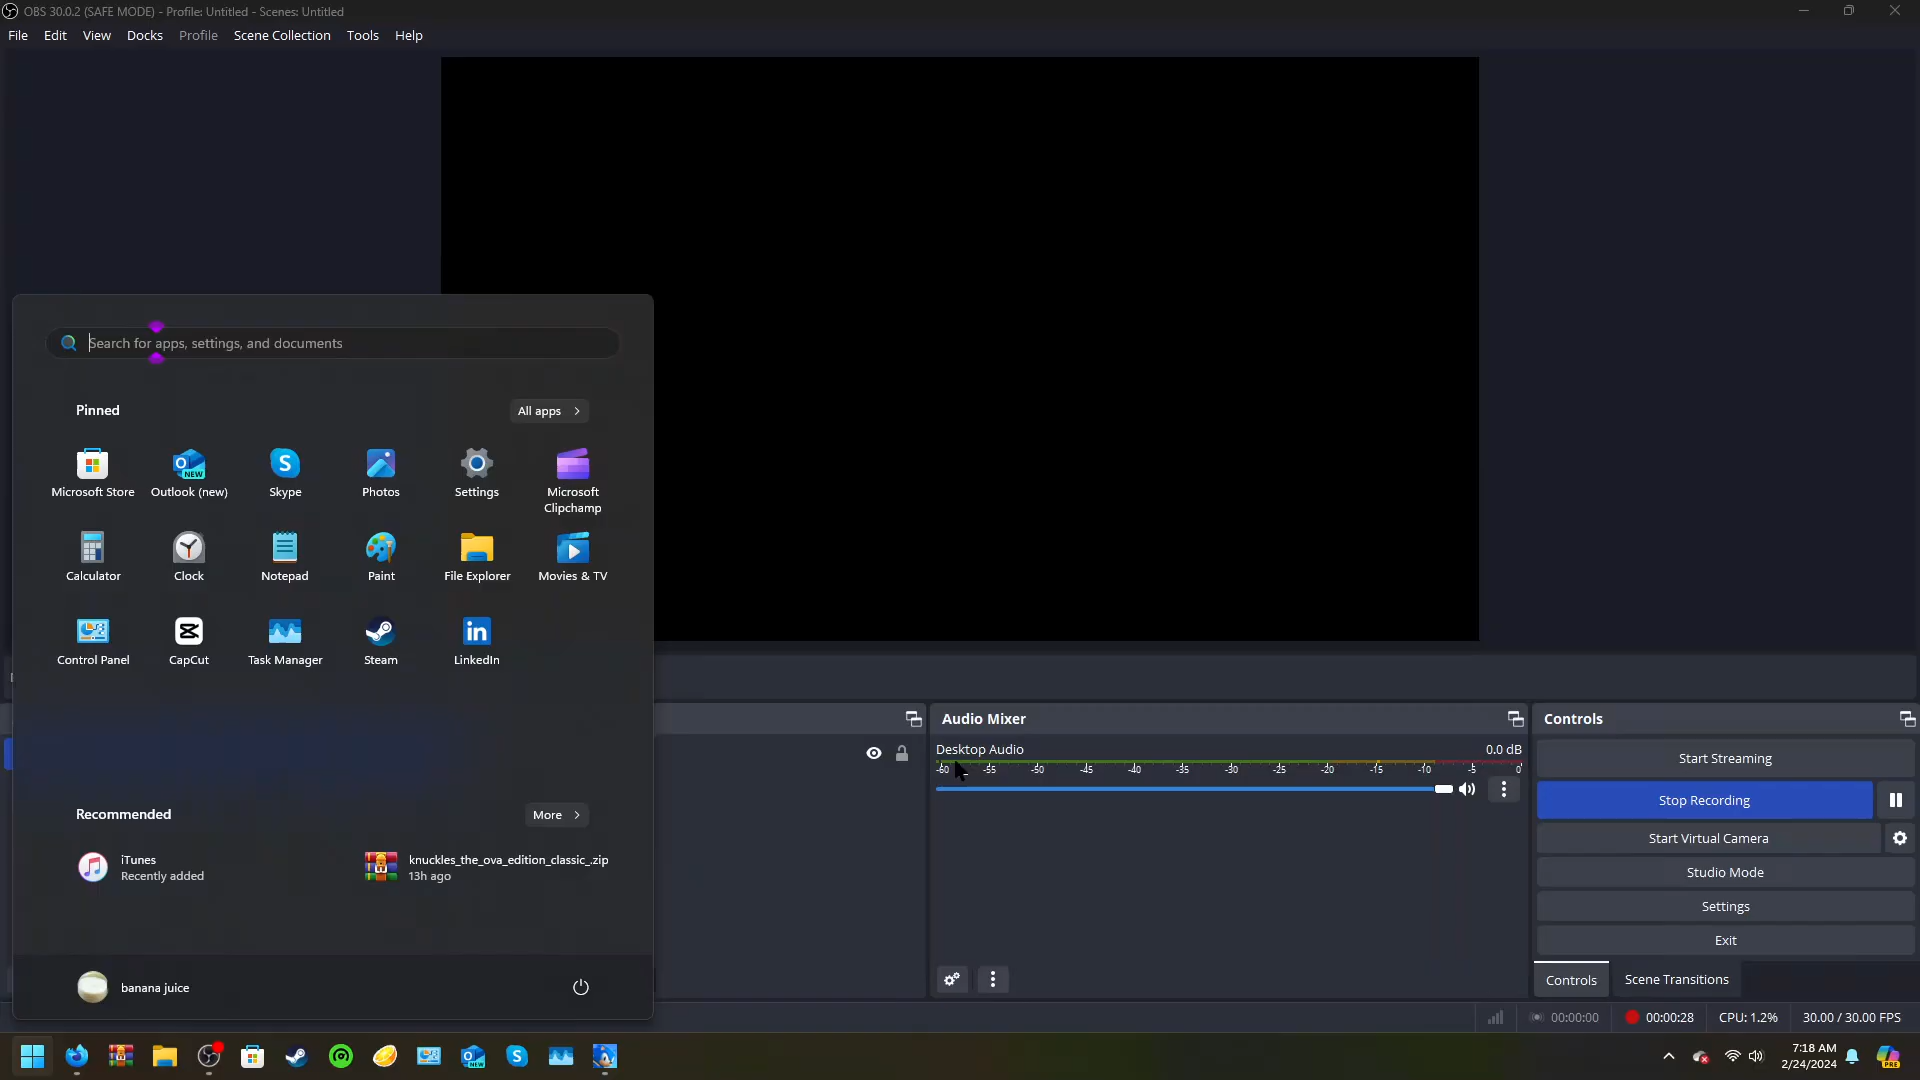 OBS 30.0.2 (SAFE MODE) - Profile: Untitled - Scenes: Untitled
File Edit View Docks Profile Scene Collection Tools Help
Search for apps, settings, and documents
Pinned
All apps
Microsoft Store Outlook (new) Skype Photos Settings Microsoft
Clipchamp
Calculator Clock Notepad Paint File Explorer Movies & TV
Control Panel CapCut Task Manager Steam LinkedIn
Recommended
More
iTunes
Recently added
knuckles_the_ova_edition_classic_.zip
13h ago
banana juice
Audio Mixer
Desktop Audio 0.0 dB
-60 -55 -50 -45 -40 -35 -30 -25 -20 -15 -10 -5 0
Controls
Start Streaming
Stop Recording
Start Virtual Camera
Studio Mode
Settings
Exit
Controls Scene Transitions
00:00:00 00:00:28 CPU: 1.2% 30.00 / 30.00 FPS
7:18 AM
2/24/2024
NEW
NEW
PRE